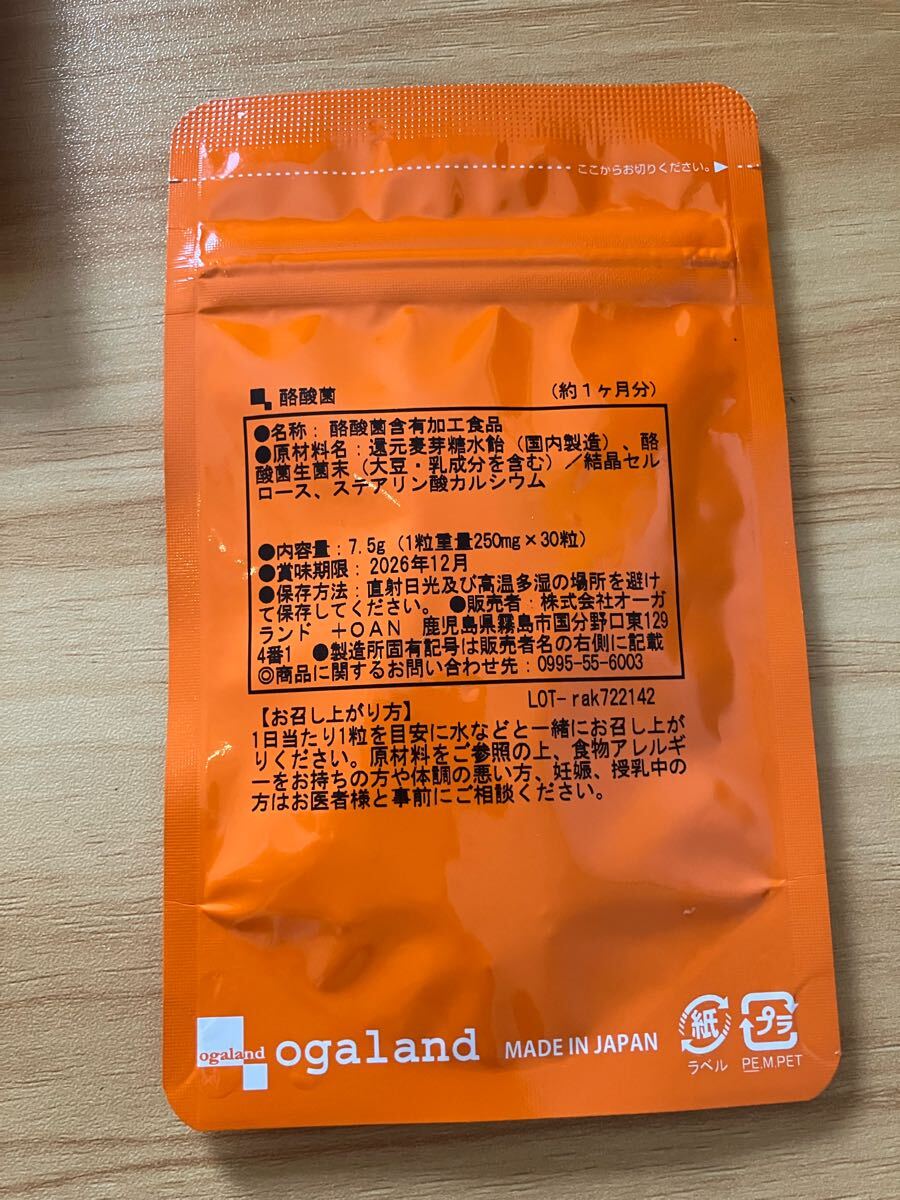 ここからお切りください。
酪酸菌 (約1ヶ月分)
●名称：酪酸菌含有加工食品
●原材料名：還元麦芽糖水飴（国内製造）、酪
酸菌生菌末（大豆・乳成分を含む）／結晶セル
ロース、ステアリン酸カルシウム
●内容量：7.5g（1粒重量250mg×30粒）
●賞味期限：2026年12月
●保存方法：直射日光及び高温多湿の場所を避け
て保存してください。 ●販売者：株式会社オーガ
ランド +OAN 鹿児島県霧島市国分野口東129
4番1 ●製造所固有記号は販売者名の右側に記載
◎商品に関するお問い合わせ先：0995-55-6003
LOT-rak722142
【お召し上がり方】
1日当たり1粒を目安に水などと一緒にお召し上が
りください。原材料をご参照の上、食物アレルギ
ーをお持ちの方や体調の悪い方、妊娠、授乳中の
方はお医者様と事前にご相談ください。
ogaland ogaland MADE IN JAPAN 紙 プラ
ラベル PE.M.PET